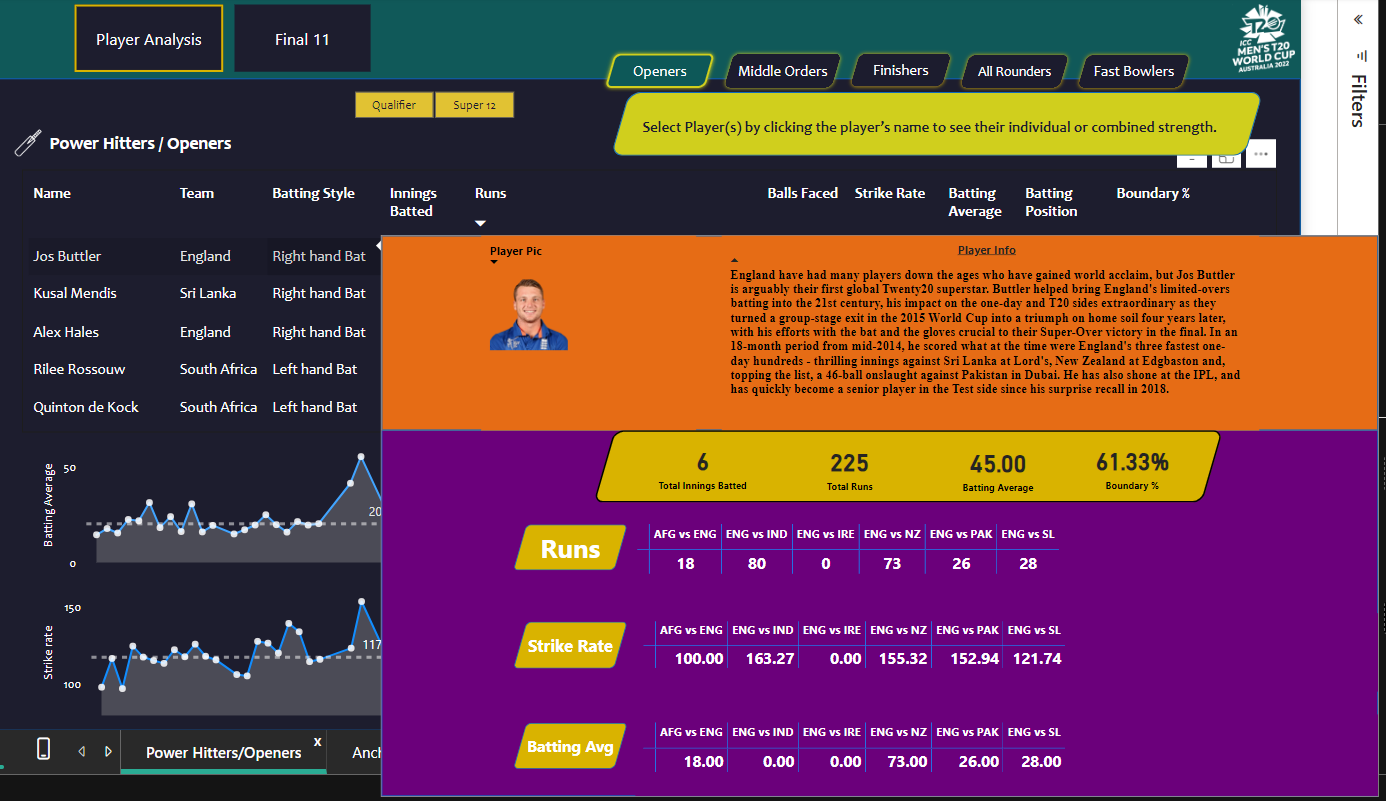 Player Analysis
Final 11
ICC
MEN'S T20
WORLD CUP
AUSTRALIA 2022
«
Filters
Openers
Middle Orders
Finishers
All Rounders
Fast Bowlers
Qualifier
Super 12
Select Player(s) by clicking the player's name to see their individual or combined strength.
Power Hitters / Openers
Name Team Batting Style Innings Batted Runs Balls Faced Strike Rate Batting Average Batting Position Boundary %
Jos Buttler England Right hand Bat
Kusal Mendis Sri Lanka Right hand Bat
Alex Hales England Right hand Bat
Rilee Rossouw South Africa Left hand Bat
Quinton de Kock South Africa Left hand Bat
Player Pic
Player Info
England have had many players down the ages who have gained world acclaim, but Jos Buttler
is arguably their first global Twenty20 superstar. Buttler helped bring England's limited-overs
batting into the 21st century, his impact on the one-day and T20 sides extraordinary as they
turned a group-stage exit in the 2015 World Cup into a triumph on home soil four years later,
with his efforts with the bat and the gloves crucial to their Super-Over victory in the final. In an
18-month period from mid-2014, he scored what at the time were England's three fastest one-
day hundreds - thrilling innings against Sri Lanka at Lord's, New Zealand at Edgbaston and,
topping the list, a 46-ball onslaught against Pakistan in Dubai. He has also shone at the IPL, and
has quickly become a senior player in the Test side since his surprise recall in 2018.
6 225 45.00 61.33%
Total Innings Batted Total Runs Batting Average Boundary %
Runs
AFG vs ENG ENG vs IND ENG vs IRE ENG vs NZ ENG vs PAK ENG vs SL
18 80 0 73 26 28
Strike Rate
AFG vs ENG ENG vs IND ENG vs IRE ENG vs NZ ENG vs PAK ENG vs SL
100.00 163.27 0.00 155.32 152.94 121.74
Batting Avg
AFG vs ENG ENG vs IND ENG vs IRE ENG vs NZ ENG vs PAK ENG vs SL
18.00 0.00 0.00 73.00 26.00 28.00
Batting Average
50
0
20
Strike rate
150
100
117
Power Hitters/Openers
x
Anc